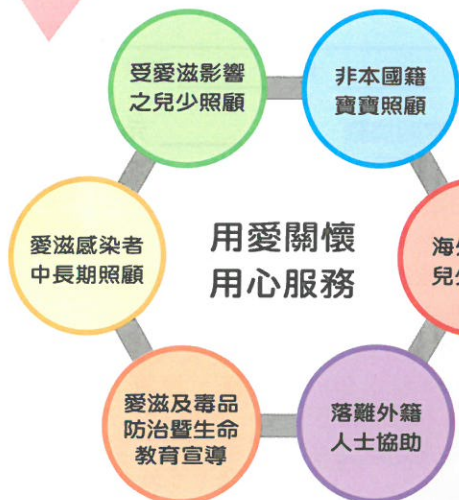 受愛滋影響
之兒少照顧
非本國籍
寶寶照顧
愛滋感染者
中長期照顧
用愛關懷
用心服務
海
兒
愛滋及毒品
防治暨生命
教育宣導
落難外籍
人士協助